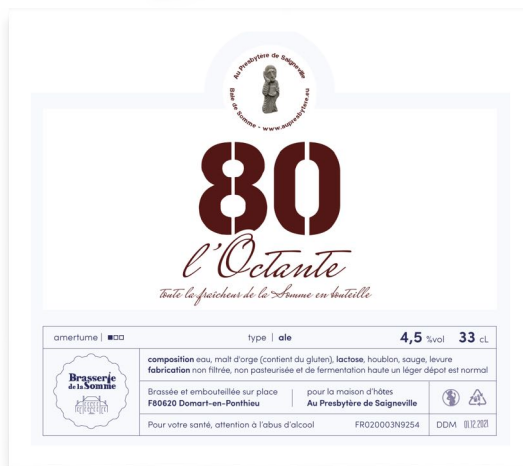 Au Presbytère de Saigneville
Baie de Somme - www.aupresbytere.eu
80
l'Octante
toute la fraîcheur de la Somme en bouteille
amertume | type | ale 4,5 %vol 33 cL
composition eau, malt d'orge (contient du gluten), lactose, houblon, sauge, levure
fabrication non filtrée, non pasteurisée et de fermentation haute un léger dépot est normal
Brasserie
de la Somme
Brassée et embouteillée sur place
F80620 Domart-en-Ponthieu
pour la maison d'hôtes
Au Presbytère de Saigneville
Pour votre santé, attention à l'abus d'alcool FR020003N9254 DDM 01.12.2021